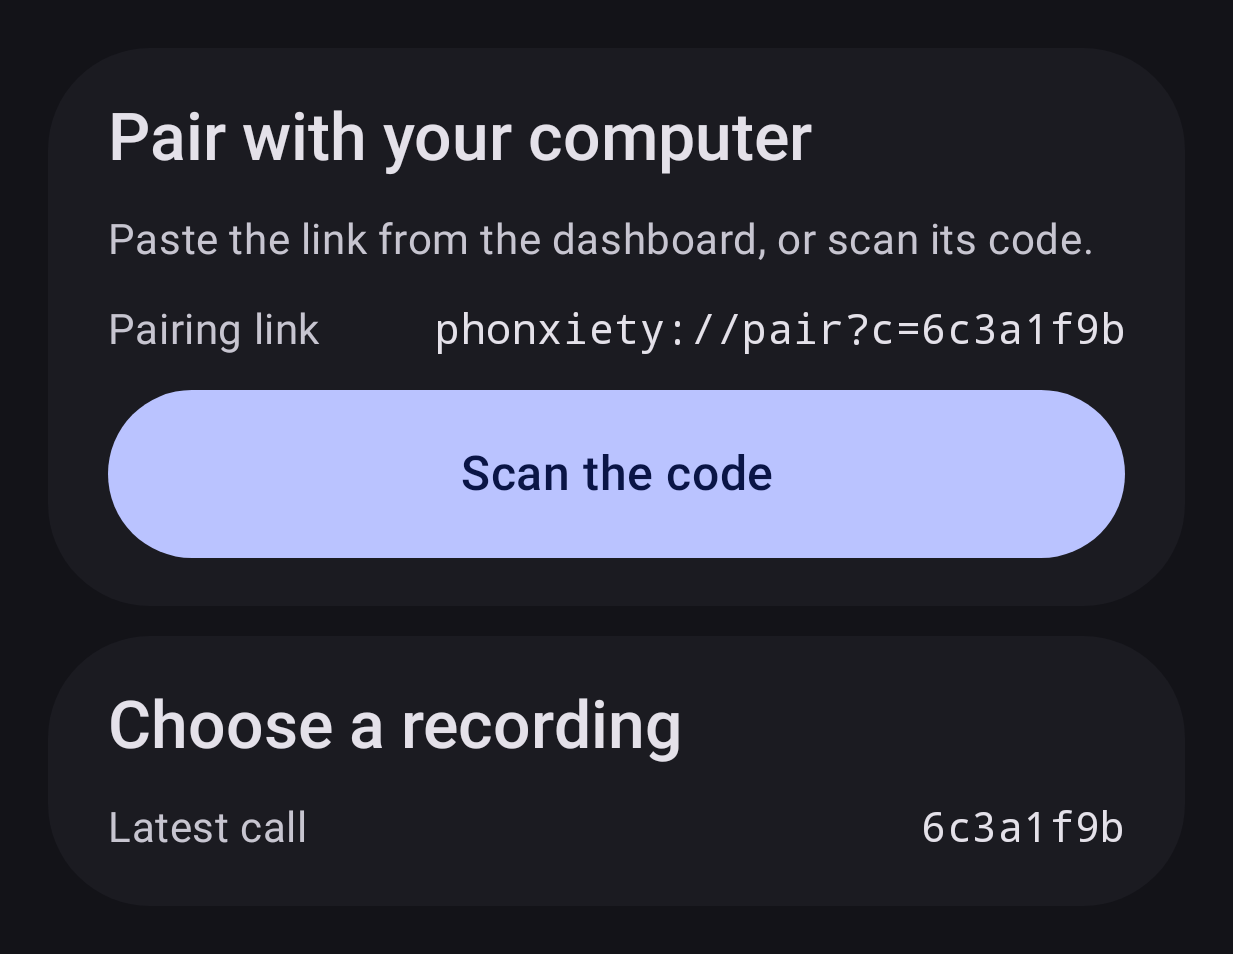 Pair with your computer
Paste the link from the dashboard, or scan its code.
Pairing link phonxiety://pair?c=6c3a1f9b
Scan the code
Choose a recording
Latest call 6c3a1f9b